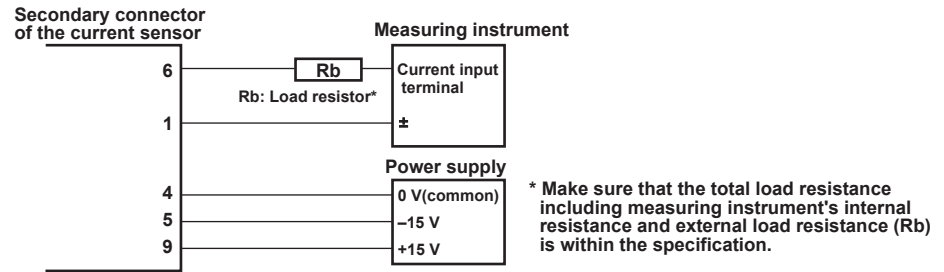 Secondary connector
of the current sensor
Measuring instrument
6
Rb
Current input
terminal
Rb: Load resistor*
1
±
Power supply
4
0 V(common)
5
–15 V
9
+15 V
* Make sure that the total load resistance
including measuring instrument's internal
resistance and external load resistance (Rb)
is within the specification.